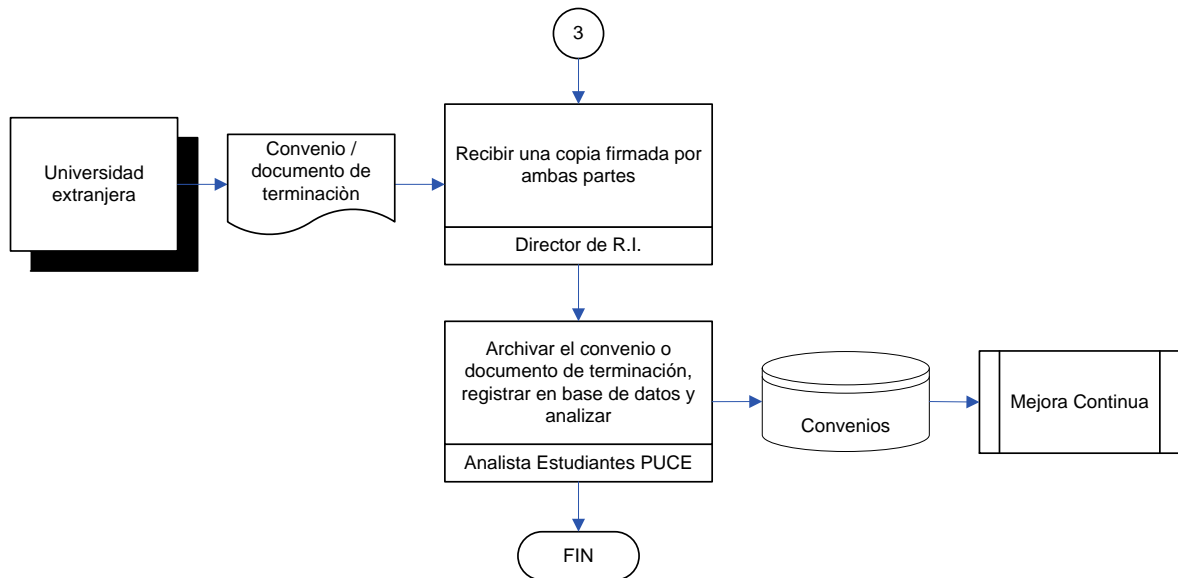 3
Universidad
extranjera
Convenio /
documento de
terminaciòn
Recibir una copia firmada por
ambas partes
Director de R.I.
Archivar el convenio o
documento de terminación,
registrar en base de datos y
analizar
Analista Estudiantes PUCE
Convenios
Mejora Continua
FIN